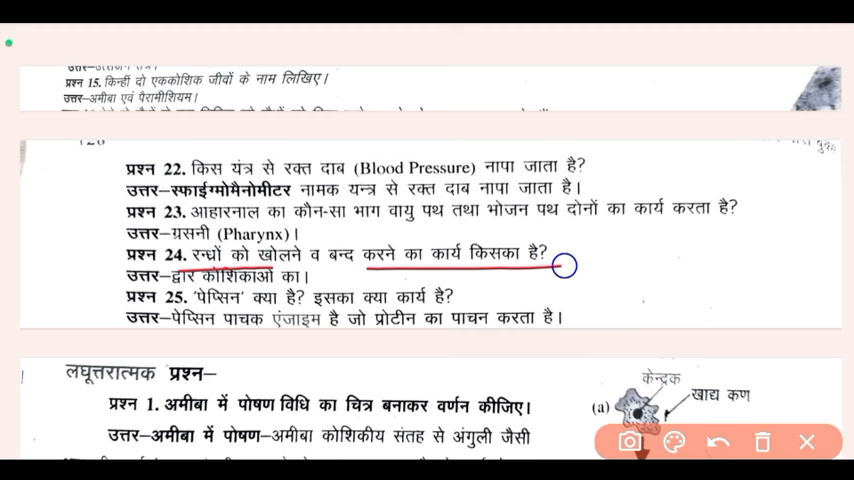 प्रश्न 15. किन्हीं दो एककोशिक जीवों के नाम लिखिए।
उत्तर–अमीबा एवं पैरामीशियम।
प्रश्न 22. किस यंत्र से रक्त दाब (Blood Pressure) नापा जाता है?
उत्तर–स्फाईग्मोमैनोमीटर नामक यन्त्र से रक्त दाब नापा जाता है।
प्रश्न 23. आहारनाल का कौन-सा भाग वायु पथ तथा भोजन पथ दोनों का कार्य करता है?
उत्तर–ग्रसनी (Pharynx)।
प्रश्न 24. रन्ध्रों को खोलने व बन्द करने का कार्य किसका है?
उत्तर–द्वार कोशिकाओं का।
प्रश्न 25. 'पेप्सिन' क्या है? इसका क्या कार्य है?
उत्तर–पेप्सिन पाचक एंजाइम है जो प्रोटीन का पाचन करता है।
लघूत्तरात्मक प्रश्न–
केन्द्रक
खाद्य कण
(a)
प्रश्न 1. अमीबा में पोषण विधि का चित्र बनाकर वर्णन कीजिए।
उत्तर–अमीबा में पोषण–अमीबा कोशिकीय संतह से अंगुली जैसी